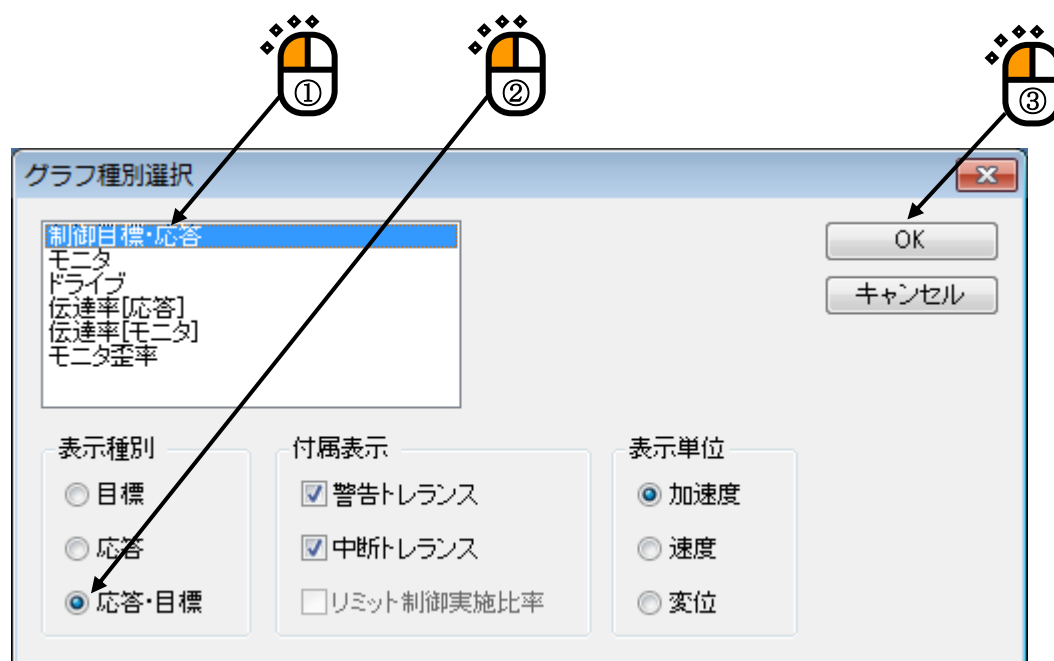 ①
②
③
グラフ種別選択
制御目標・応答
モニタ
ドライブ
伝達率[応答]
伝達率[モニタ]
モニタ歪率
OK
キャンセル
表示種別
目標
応答
応答・目標
付属表示
警告トレランス
中断トレランス
リミット制御実施比率
表示単位
加速度
速度
変位